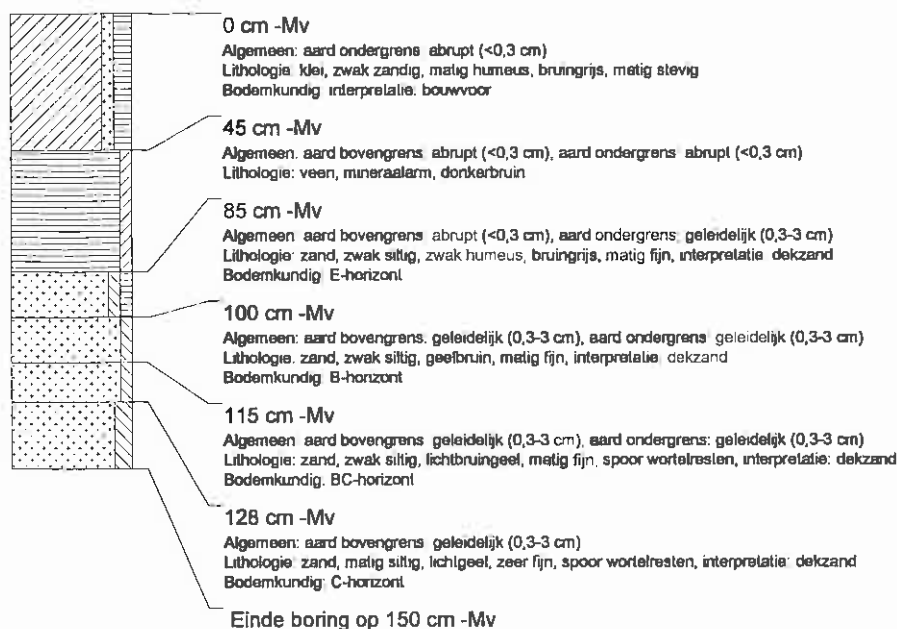 0 cm -Mv
Algemeen: aard ondergrens abrupt (<0,3 cm)
Lithologie: klei, zwak zandig, matig humeus, bruingrijs, matig stevig
Bodemkundig interpretatie: bouwvoor
45 cm -Mv
Algemeen. aard bovengrens abrupt (<0,3 cm), aard ondergrens abrupt (<0,3 cm)
Lithologie: veen, mineraalarm, donkerbruin
85 cm -Mv
Algemeen aard bovengrens abrupt (<0,3 cm), aard ondergrens geleidelijk (0,3-3 cm)
Lithologie: zand, zwak siltig, zwak humeus, bruingrijs, matig fijn, interpretatie dekzand
Bodemkundig E-horizont
100 cm -Mv
Algemeen: aard bovengrens. geleidelijk (0,3-3 cm), aard ondergrens geleidelijk (0,3-3 cm)
Lithologie: zand, zwak siltig, geelbruin, matig fijn, interpretatie dekzand
Bodemkundig B-horizont
115 cm -Mv
Algemeen aard bovengrens geleidelijk (0,3-3 cm), aard ondergrens: geleidelijk (0,3-3 cm)
Lithologie: zand, zwak siltig, lichtbruingeel, matig fijn, spoor wortelresten, interpretatie: dekzand
Bodemkundig. BC-horizont
128 cm -Mv
Algemeen: aard bovengrens geleidelijk (0,3-3 cm)
Lithologie: zand, matig siltig, lichtgeel, zeer fijn, spoor wortelresten, interpretatie: dekzand
Bodemkundig: C-horizont
Einde boring op 150 cm -Mv